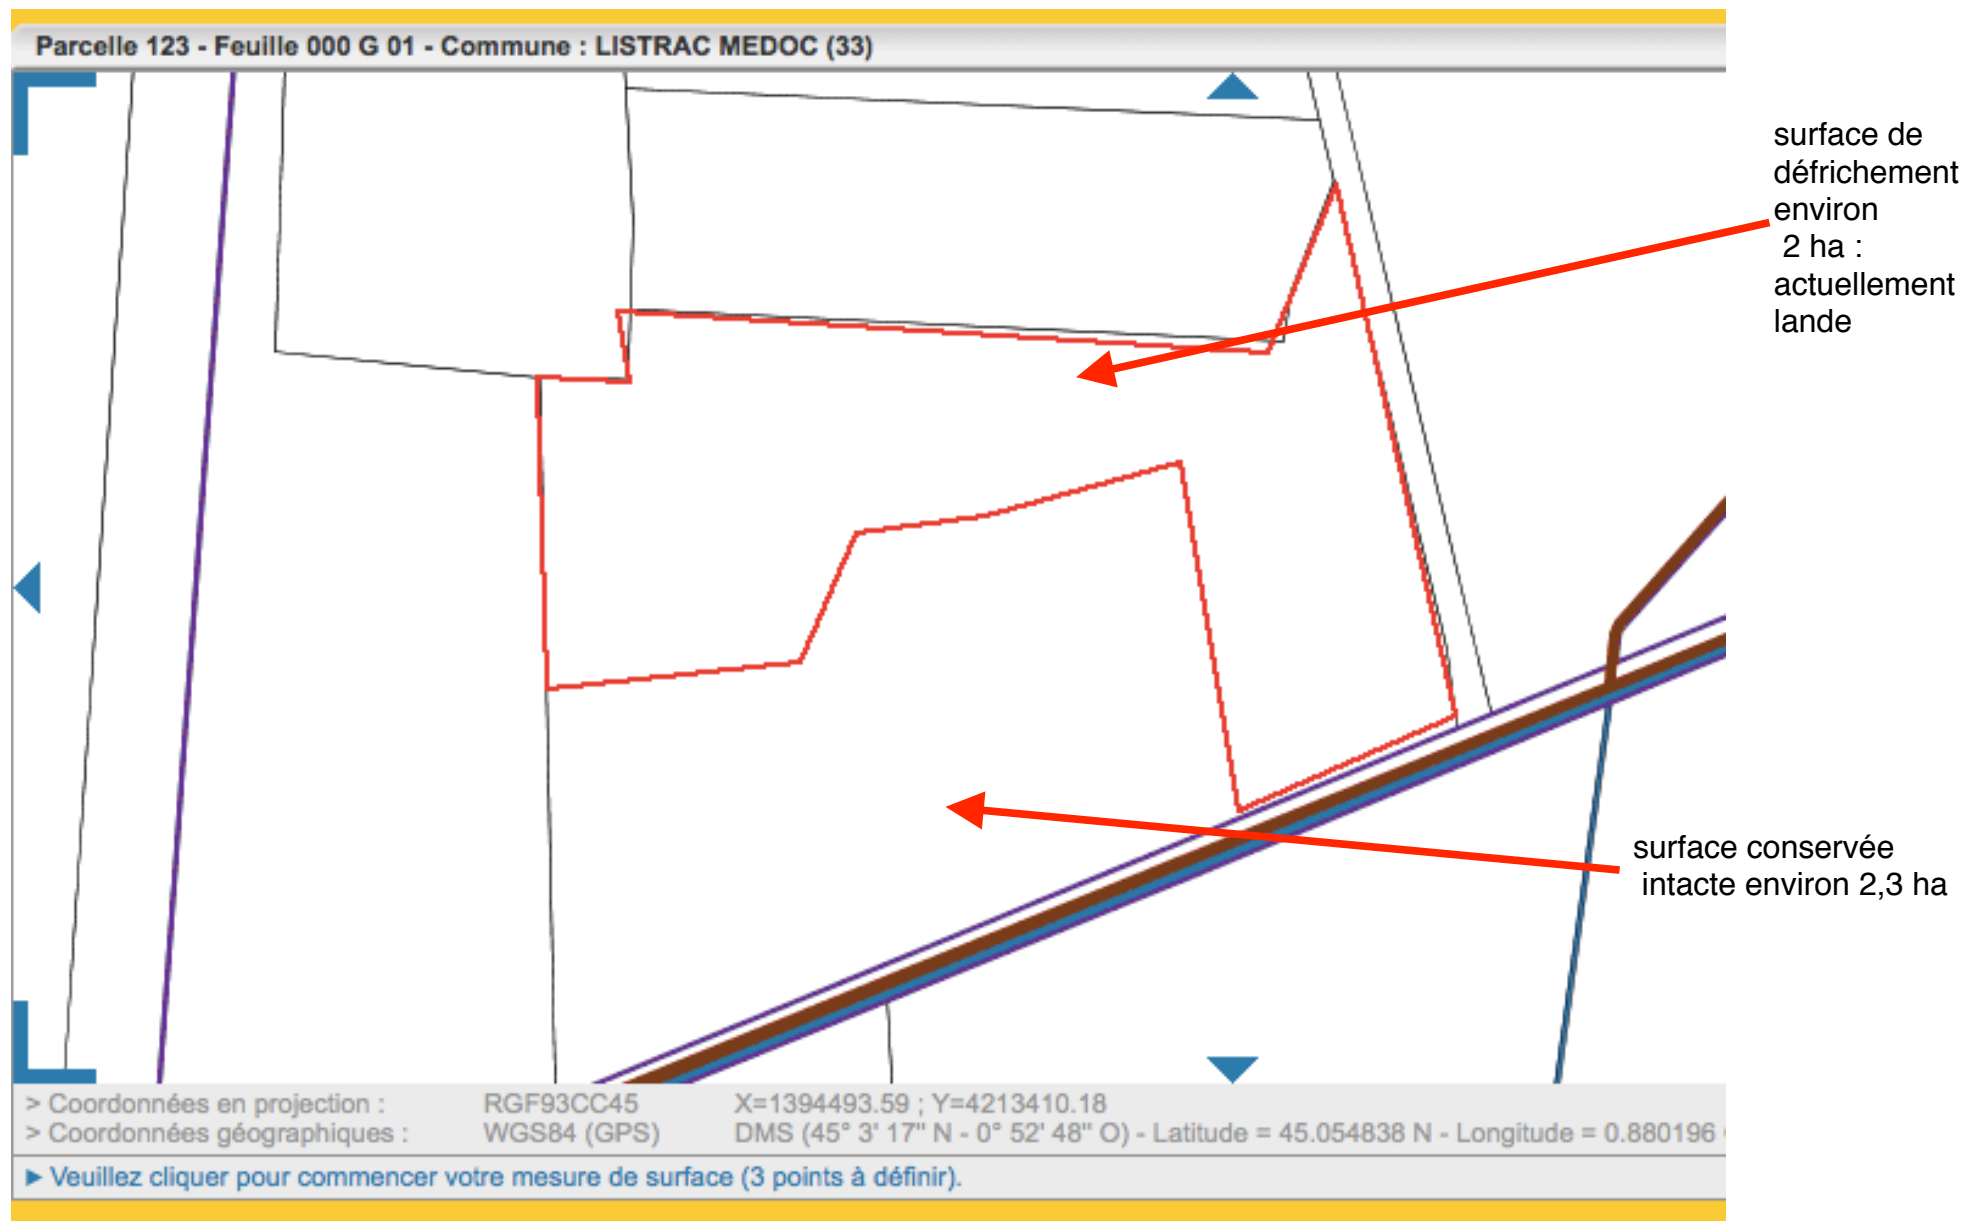 Parcelle 123 - Feuille 000 G 01 - Commune : LISTRAC MEDOC (33)
surface de
défrichement
environ
2 ha :
actuellement
lande
surface conservée
intacte environ 2,3 ha
> Coordonnées en projection : RGF93CC45 X=1394493.59 ; Y=4213410.18
> Coordonnées géographiques : WGS84 (GPS) DMS (45° 3' 17" N - 0° 52' 48" O) - Latitude = 45.054838 N - Longitude = 0.880196
► Veuillez cliquer pour commencer votre mesure de surface (3 points à définir).